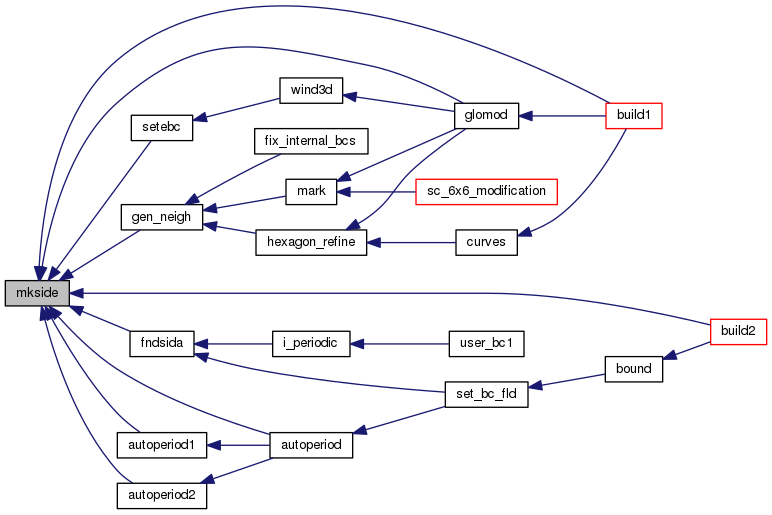 wind3d
glomod
build1
setebc
fix_internal_bcs
mark
sc_6x6_modification
gen_neigh
hexagon_refine
curves
mkside
build2
fndsida
i_periodic
user_bc1
bound
set_bc_fld
autoperiod1
autoperiod
autoperiod2